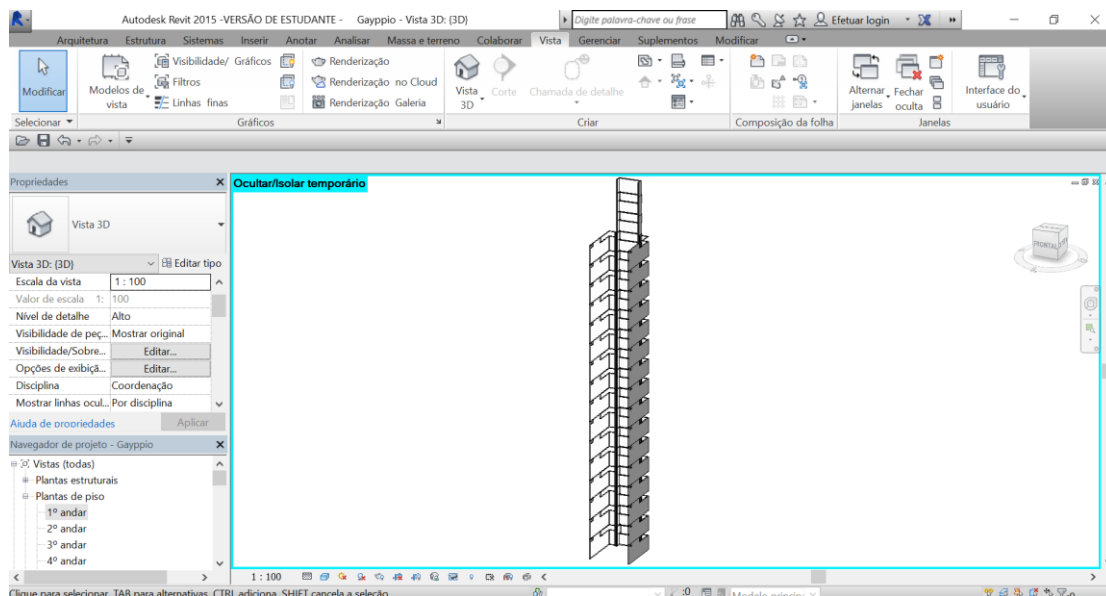 Autodesk Revit 2015 -VERSÃO DE ESTUDANTE - Gayppio - Vista 3D: {3D}
Digite palavra-chave ou frase
Efetuar login
Arquitetura Estrutura Sistemas Inserir Anotar Analisar Massa e terreno Colaborar Vista Gerenciar Suplementos Modificar
Modificar
Modelos de vista
Visibilidade/ Gráficos
Filtros
Linhas finas
Renderização
Renderização no Cloud
Renderização Galeria
Vista 3D
Corte
Chamada de detalhe
Alternar janelas
Fechar oculta
Interface do usuário
Selecionar
Gráficos
Criar
Composição da folha
Janelas
Propriedades
Vista 3D
Vista 3D: {3D}
Editar tipo
Escala da vista 1 : 100
Valor de escala 1: 100
Nível de detalhe Alto
Visibilidade de peç... Mostrar original
Visibilidade/Sobre... Editar...
Opções de exibiçã... Editar...
Disciplina Coordenação
Mostrar linhas ocul... Por disciplina
Ajuda de propriedades
Aplicar
Navegador de projeto - Gayppio
Vistas (todas)
Plantas estruturais
Plantas de piso
1º andar
2º andar
3º andar
4º andar
Ocultar/Isolar temporário
FRONTAL
1 : 100
Clique para selecionar, TAB para alternativas, CTRL adiciona, SHIFT cancela a seleção.
:0
Modelo princip